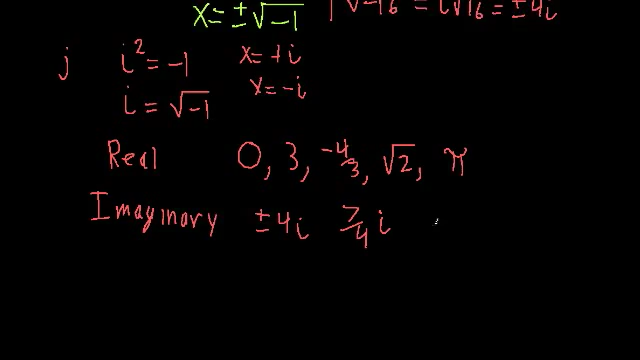 x = ±√-1 | √-16 = i√16 = ±4i
j i² = -1 x = +i
i = √-1 x = -i
Real 0, 3, -4/3, √2, π
Imaginary ±4i 7/4 i